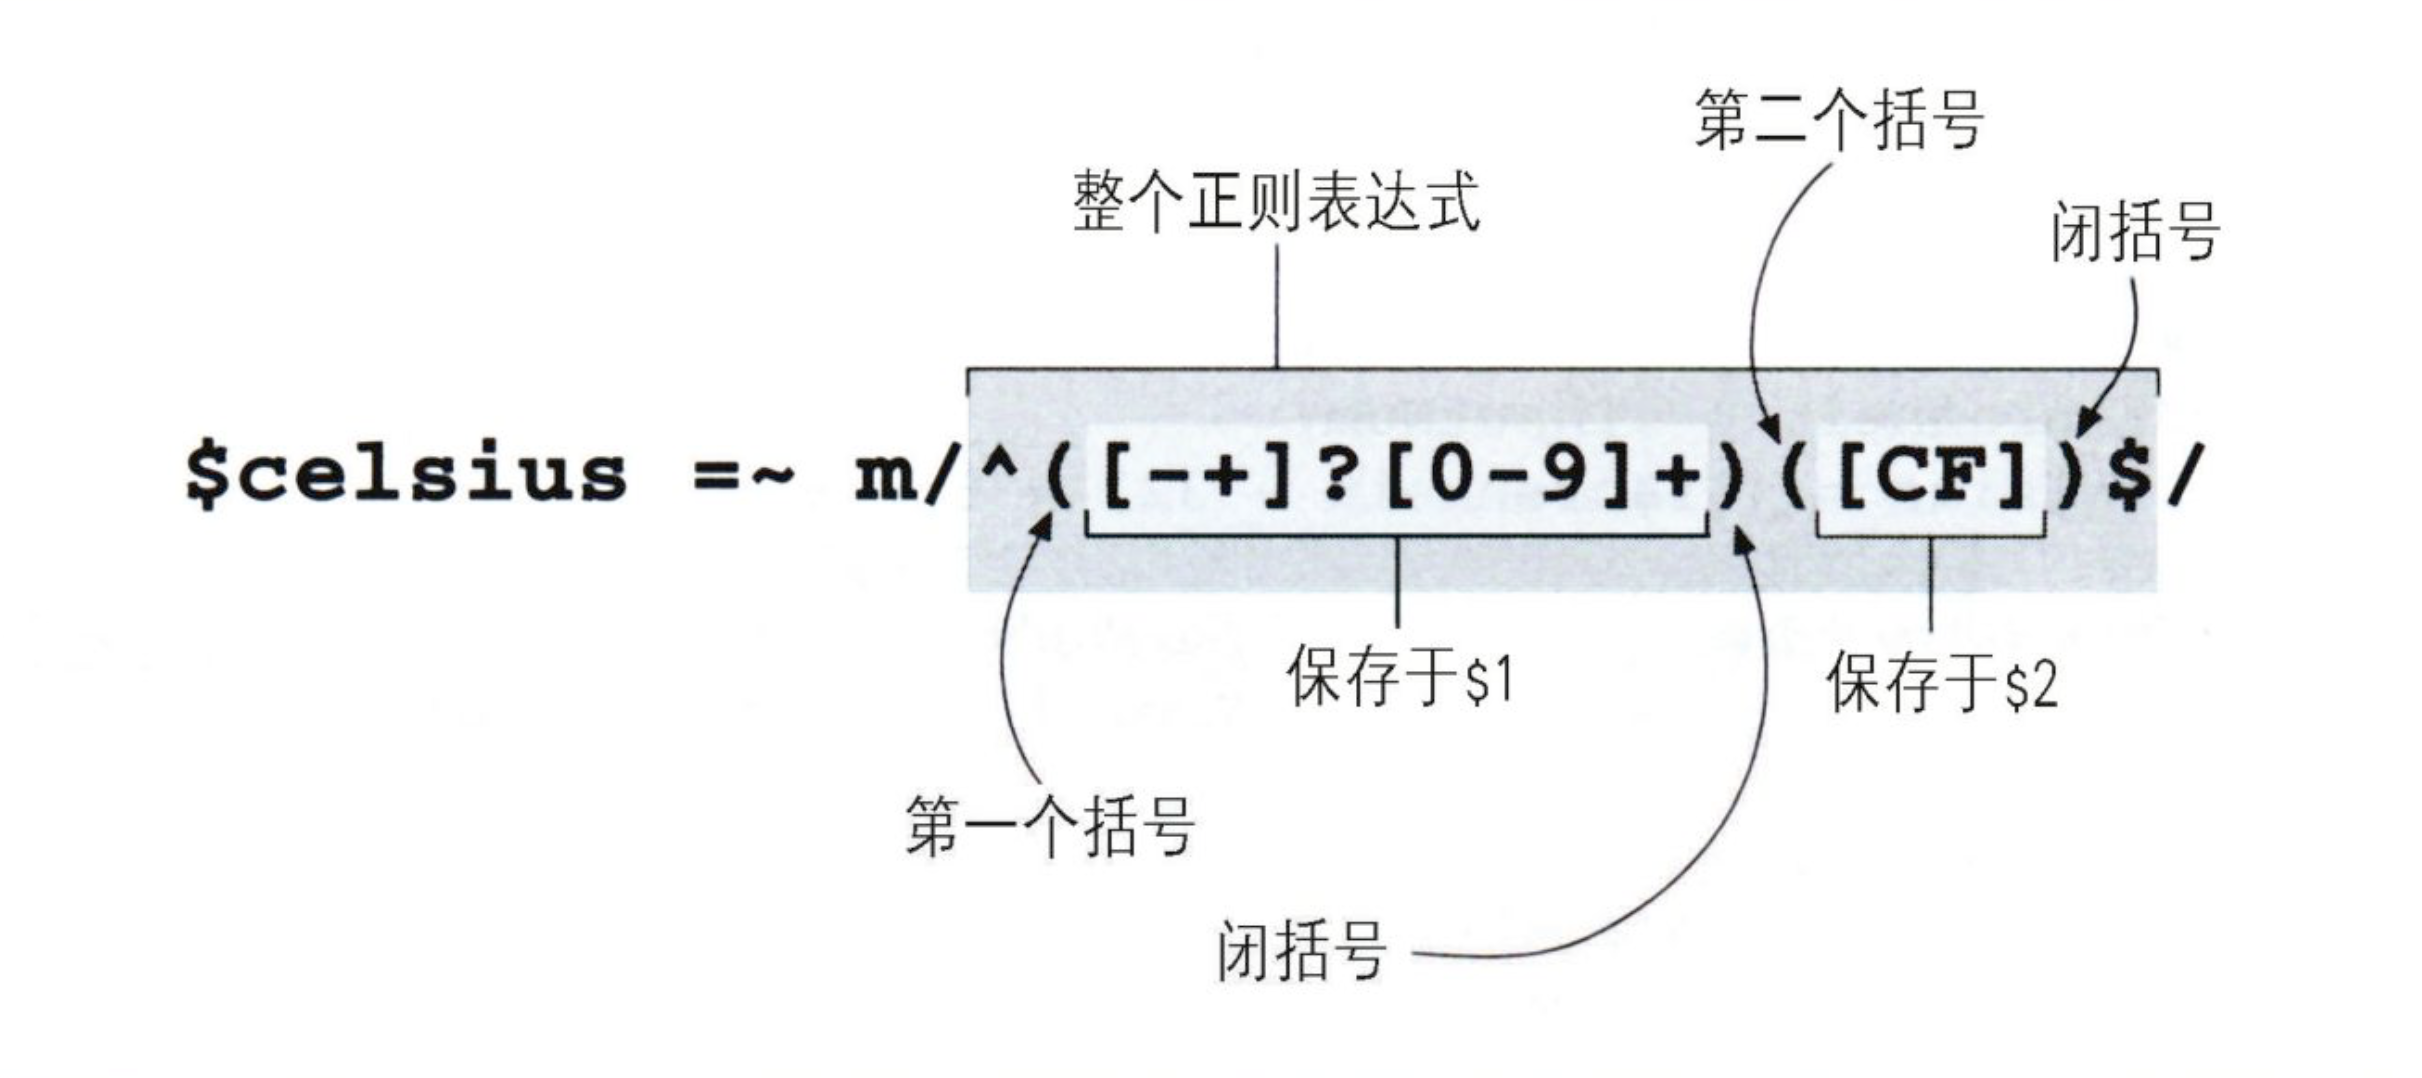 第二个括号
整个正则表达式
闭括号
$celsius =~ m/^([-+]?[0-9]+)([CF])$/
保存于$1
保存于$2
第一个括号
闭括号